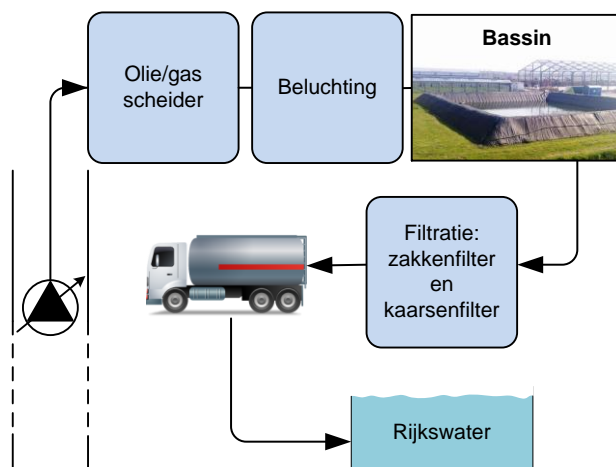 Olie/gas
scheider
Beluchting
Bassin
Filtratie:
zakkenfilter
en
kaarsenfilter
Rijkswater